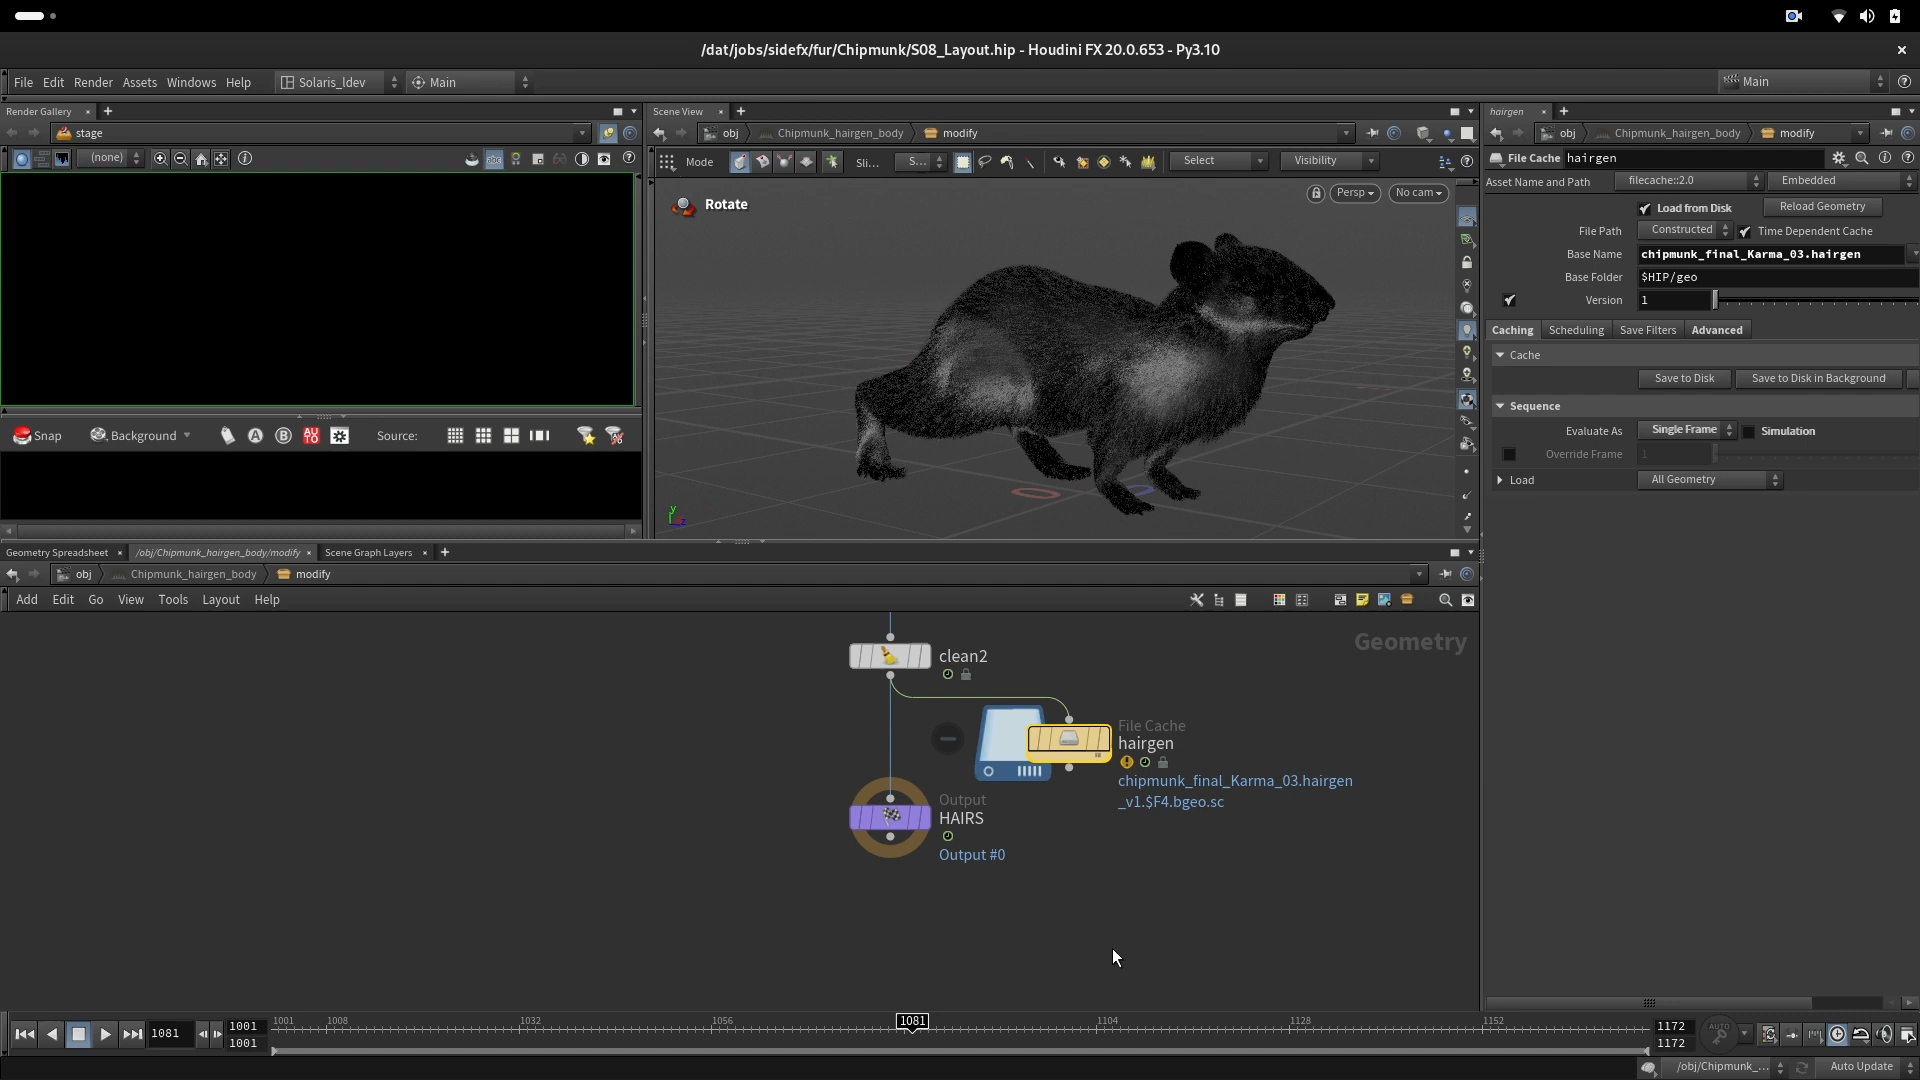 /dat/jobs/sidefx/fur/Chipmunk/S08_Layout.hip - Houdini FX 20.0.653 - Py3.10
File Edit Render Assets Windows Help Solaris_ldev Main Main
Render Gallery
stage
(none)
Snap Background A B AUTO Source:
Scene View
obj Chipmunk_hairgen_body modify
Mode Sli... S... Select Visibility
Rotate
Persp No cam
y
z
hairgen
obj Chipmunk_hairgen_body modify
File Cache hairgen
Asset Name and Path filecache::2.0 Embedded
Load from Disk Reload Geometry
File Path Constructed Time Dependent Cache
Base Name chipmunk_final_Karma_03.hairgen
Base Folder $HIP/geo
Version 1
Caching Scheduling Save Filters Advanced
Cache
Save to Disk Save to Disk in Background
Sequence
Evaluate As Single Frame Simulation
Override Frame 1
Load All Geometry
Geometry Spreadsheet /obj/Chipmunk_hairgen_body/modify Scene Graph Layers
obj Chipmunk_hairgen_body modify
Add Edit Go View Tools Layout Help
Geometry
clean2
File Cache
hairgen
chipmunk_final_Karma_03.hairgen
_v1.$F4.bgeo.sc
Output
HAIRS
Output #0
1081 1001 1001 1008 1032 1056 1081 1104 1128 1152 1172 AUTO
1001 1172
/obj/Chipmunk_... Auto Update